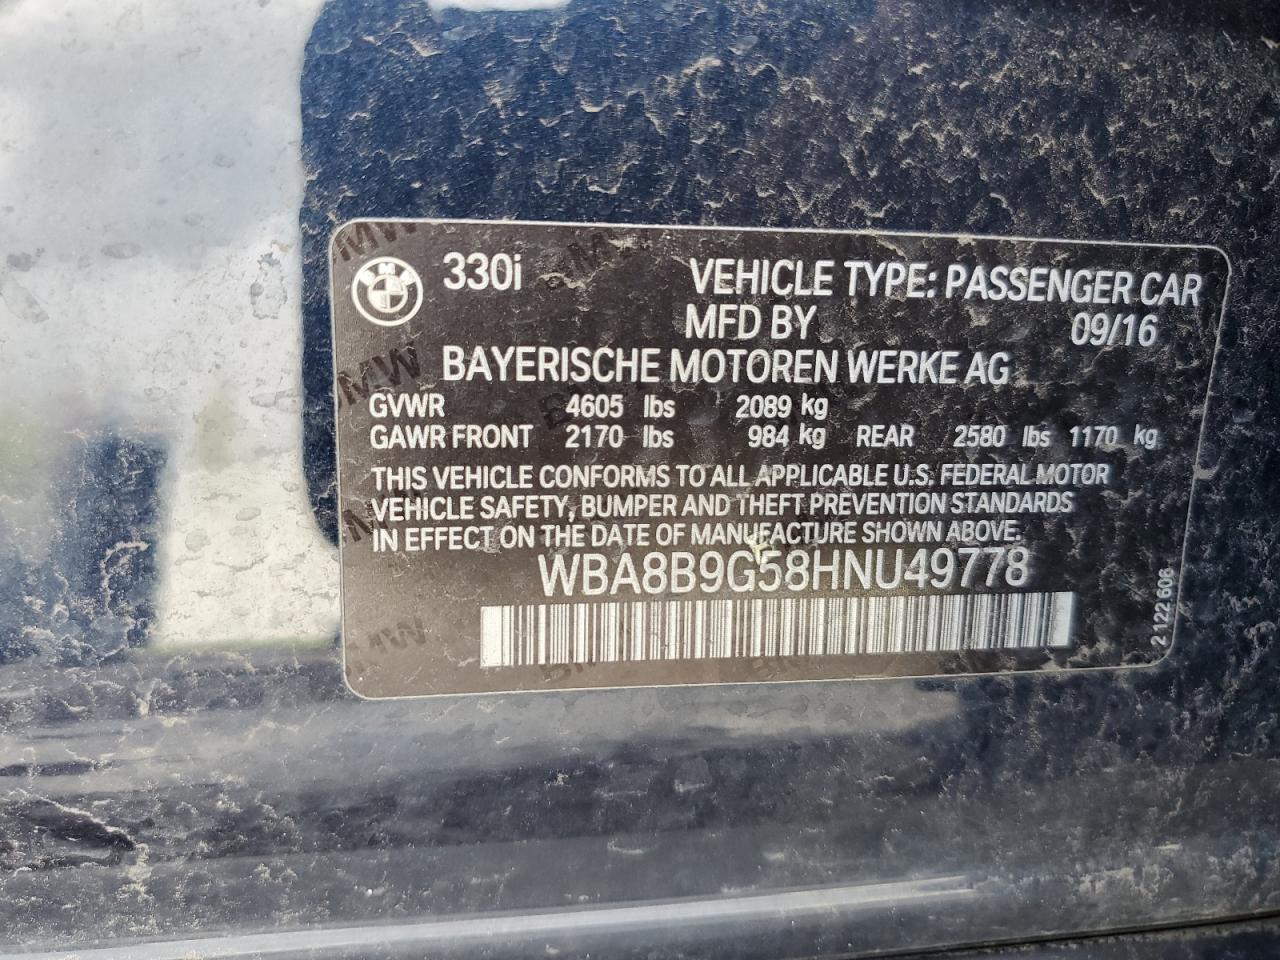 BMW
330i VEHICLE TYPE: PASSENGER CAR
MFD BY 09/16
BAYERISCHE MOTOREN WERKE AG
GVWR 4605 lbs 2089 kg
GAWR FRONT 2170 lbs 984 kg REAR 2580 lbs 1170 kg
THIS VEHICLE CONFORMS TO ALL APPLICABLE U.S. FEDERAL MOTOR
VEHICLE SAFETY, BUMPER AND THEFT PREVENTION STANDARDS
IN EFFECT ON THE DATE OF MANUFACTURE SHOWN ABOVE.
WBA8B9G58HNU49778
2 122 606